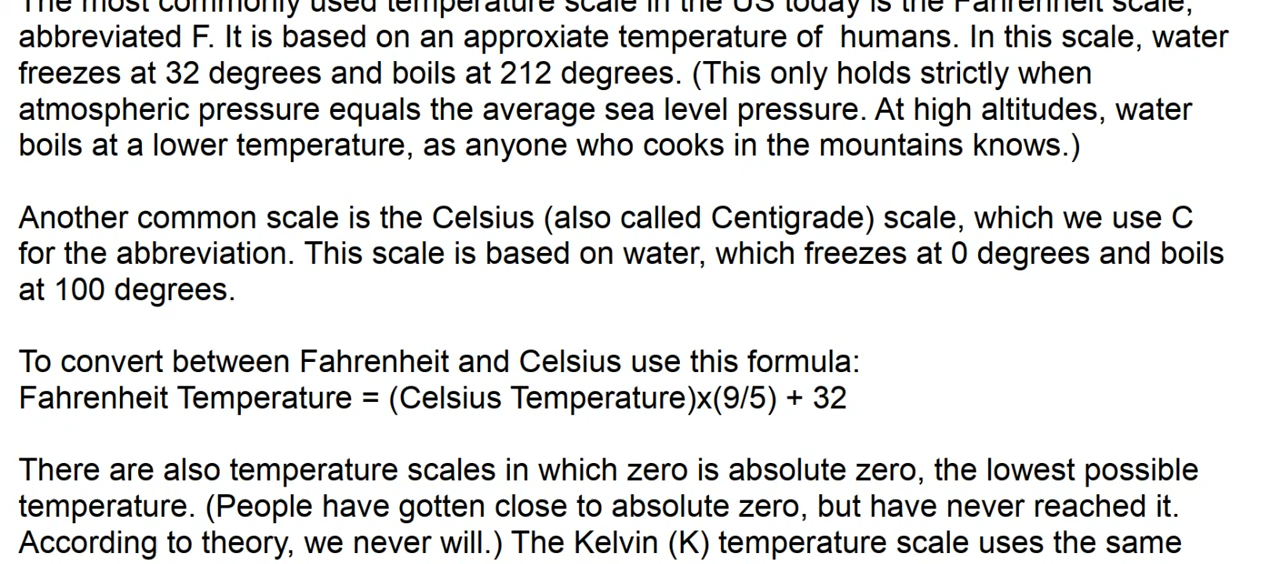 The most commonly used temperature scale in the US today is the Fahrenheit scale,
abbreviated F. It is based on an approxiate temperature of  humans. In this scale, water
freezes at 32 degrees and boils at 212 degrees. (This only holds strictly when
atmospheric pressure equals the average sea level pressure. At high altitudes, water
boils at a lower temperature, as anyone who cooks in the mountains knows.)
Another common scale is the Celsius (also called Centigrade) scale, which we use C
for the abbreviation. This scale is based on water, which freezes at 0 degrees and boils
at 100 degrees.
To convert between Fahrenheit and Celsius use this formula:
Fahrenheit Temperature = (Celsius Temperature)x(9/5) + 32
There are also temperature scales in which zero is absolute zero, the lowest possible
temperature. (People have gotten close to absolute zero, but have never reached it.
According to theory, we never will.) The Kelvin (K) temperature scale uses the same